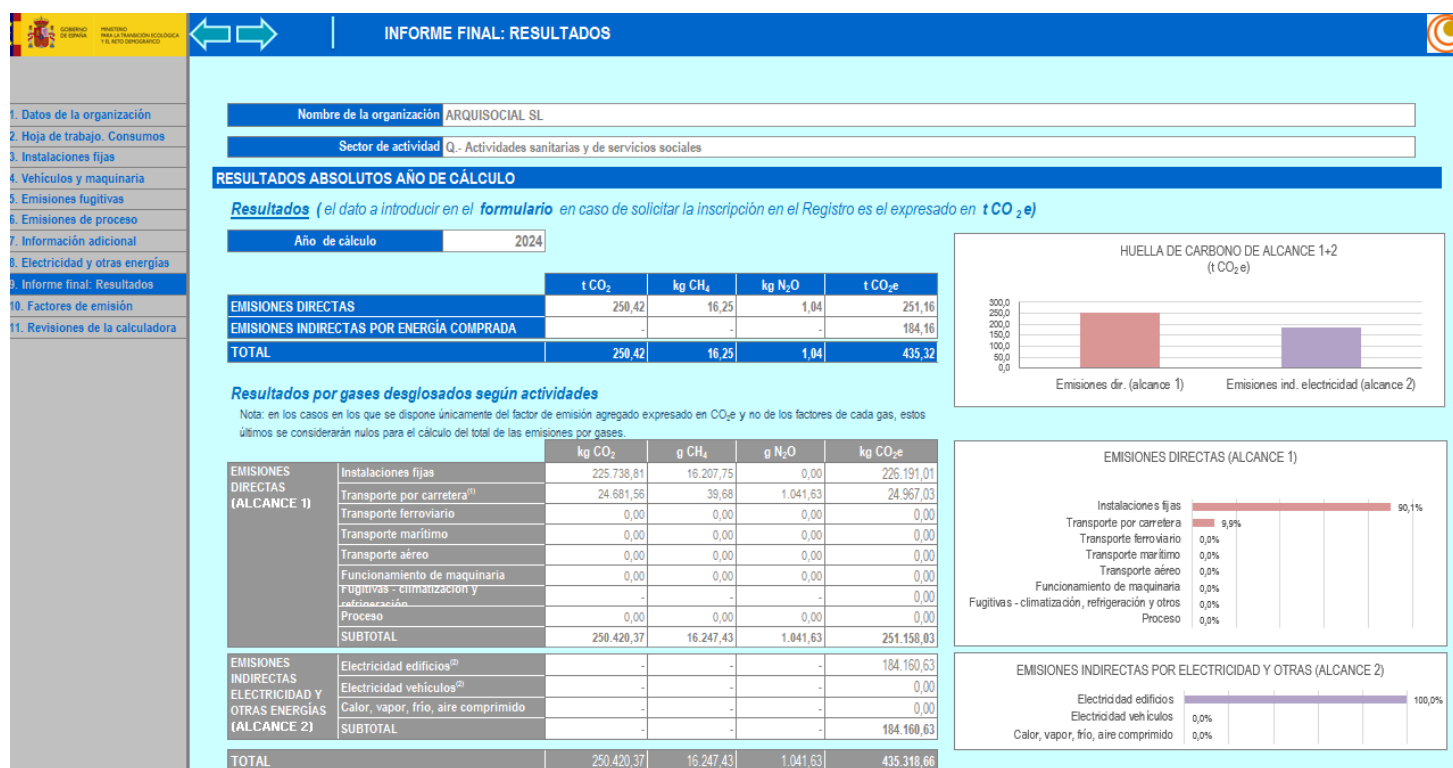 GOBIERNO DE ESPAÑA
MINISTERIO PARA LA TRANSICIÓN ECOLÓGICA Y EL RETO DEMOGRÁFICO
INFORME FINAL: RESULTADOS
1. Datos de la organización
2. Hoja de trabajo. Consumos
3. Instalaciones fijas
4. Vehículos y maquinaria
5. Emisiones fugitivas
6. Emisiones de proceso
7. Información adicional
8. Electricidad y otras energías
9. Informe final: Resultados
10. Factores de emisión
11. Revisiones de la calculadora
Nombre de la organización ARQUISOCIAL SL
Sector de actividad Q.- Actividades sanitarias y de servicios sociales
RESULTADOS ABSOLUTOS AÑO DE CÁLCULO
Resultados ( el dato a introducir en el formulario en caso de solicitar la inscripción en el Registro es el expresado en t CO ₂ e)
Año de cálculo 2024
t CO₂ kg CH₄ kg N₂O t CO₂e
EMISIONES DIRECTAS 250,42 16,25 1,04 251,16
EMISIONES INDIRECTAS POR ENERGÍA COMPRADA - - - 184,16
TOTAL 250,42 16,25 1,04 435,32
HUELLA DE CARBONO DE ALCANCE 1+2
(t CO₂e)
300,0
250,0
200,0
150,0
100,0
50,0
0,0
Emisiones dir. (alcance 1) Emisiones ind. electricidad (alcance 2)
Resultados por gases desglosados según actividades
Nota: en los casos en los que se dispone únicamente del factor de emisión agregado expresado en CO₂e y no de los factores de cada gas, estos
últimos se considerarán nulos para el cálculo del total de las emisiones por gases.
kg CO₂ g CH₄ g N₂O kg CO₂e
EMISIONES DIRECTAS (ALCANCE 1)
Instalaciones fijas 225.738,81 16.207,75 0,00 226.191,01
Transporte por carretera⁽¹⁾ 24.681,56 39,68 1.041,63 24.967,03
Transporte ferroviario 0,00 0,00 0,00 0,00
Transporte marítimo 0,00 0,00 0,00 0,00
Transporte aéreo 0,00 0,00 0,00 0,00
Funcionamiento de maquinaria 0,00 0,00 0,00 0,00
Fugitivas - climatización y refrigeración - - - 0,00
Proceso 0,00 0,00 0,00 0,00
SUBTOTAL 250.420,37 16.247,43 1.041,63 251.158,03
EMISIONES INDIRECTAS ELECTRICIDAD Y OTRAS ENERGÍAS (ALCANCE 2)
Electricidad edificios⁽²⁾ - - - 184.160,63
Electricidad vehículos⁽²⁾ - - - 0,00
Calor, vapor, frío, aire comprimido - - - 0,00
SUBTOTAL - - - 184.160,63
TOTAL 250.420,37 16.247,43 1.041,63 435.318,66
EMISIONES DIRECTAS (ALCANCE 1)
Instalaciones fijas 90,1%
Transporte por carretera 9,9%
Transporte ferroviario 0,0%
Transporte marítimo 0,0%
Transporte aéreo 0,0%
Funcionamiento de maquinaria 0,0%
Fugitivas - climatización, refrigeración y otros 0,0%
Proceso 0,0%
EMISIONES INDIRECTAS POR ELECTRICIDAD Y OTRAS (ALCANCE 2)
Electricidad edificios 100,0%
Electricidad vehículos 0,0%
Calor, vapor, frío, aire comprimido 0,0%